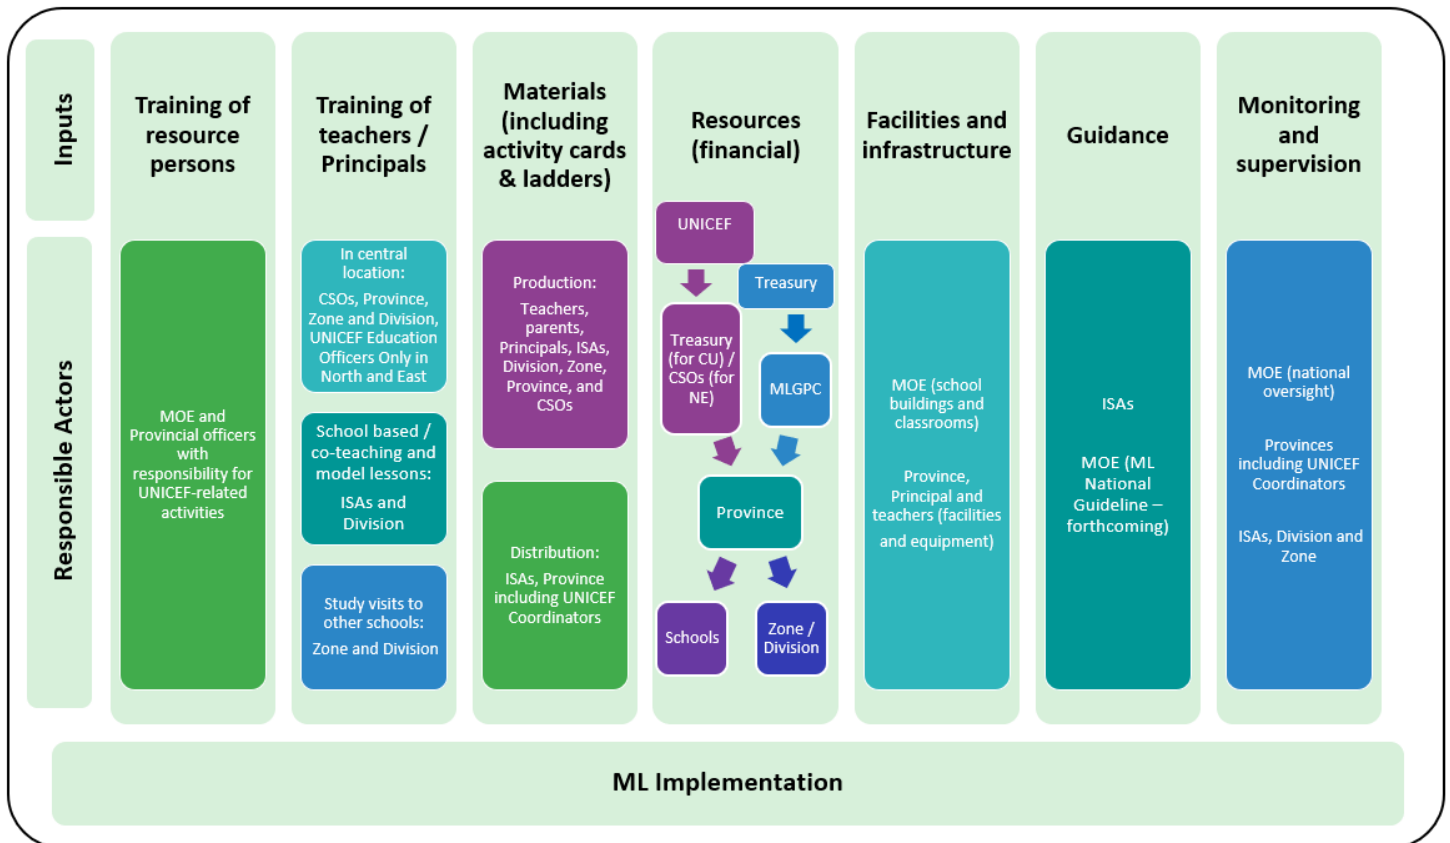 Inputs
Training of
resource
persons
Training of
teachers /
Principals
Materials
(including
activity cards
& ladders)
Resources
(financial)
Facilities and
infrastructure
Guidance
Monitoring
and
supervision
Responsible Actors
MOE and
Provincial officers
with
responsibility for
UNICEF-related
activities
In central
location:
CSOs, Province,
Zone and Division,
UNICEF Education
Officers Only in
North and East
School based /
co-teaching and
model lessons:
ISAs and
Division
Study visits to
other schools:
Zone and Division
Production:
Teachers,
parents,
Principals, ISAs,
Division, Zone,
Province, and
CSOs
Distribution:
ISAs, Province
including UNICEF
Coordinators
UNICEF
Treasury
Treasury
(for CU) /
CSOs (for
NE)
MLGPC
Province
Schools
Zone /
Division
MOE (school
buildings and
classrooms)
Province,
Principal and
teachers (facilities
and equipment)
ISAs
MOE (ML
National
Guideline –
forthcoming)
MOE (national
oversight)
Provinces
including UNICEF
Coordinators
ISAs, Division and
Zone
ML Implementation